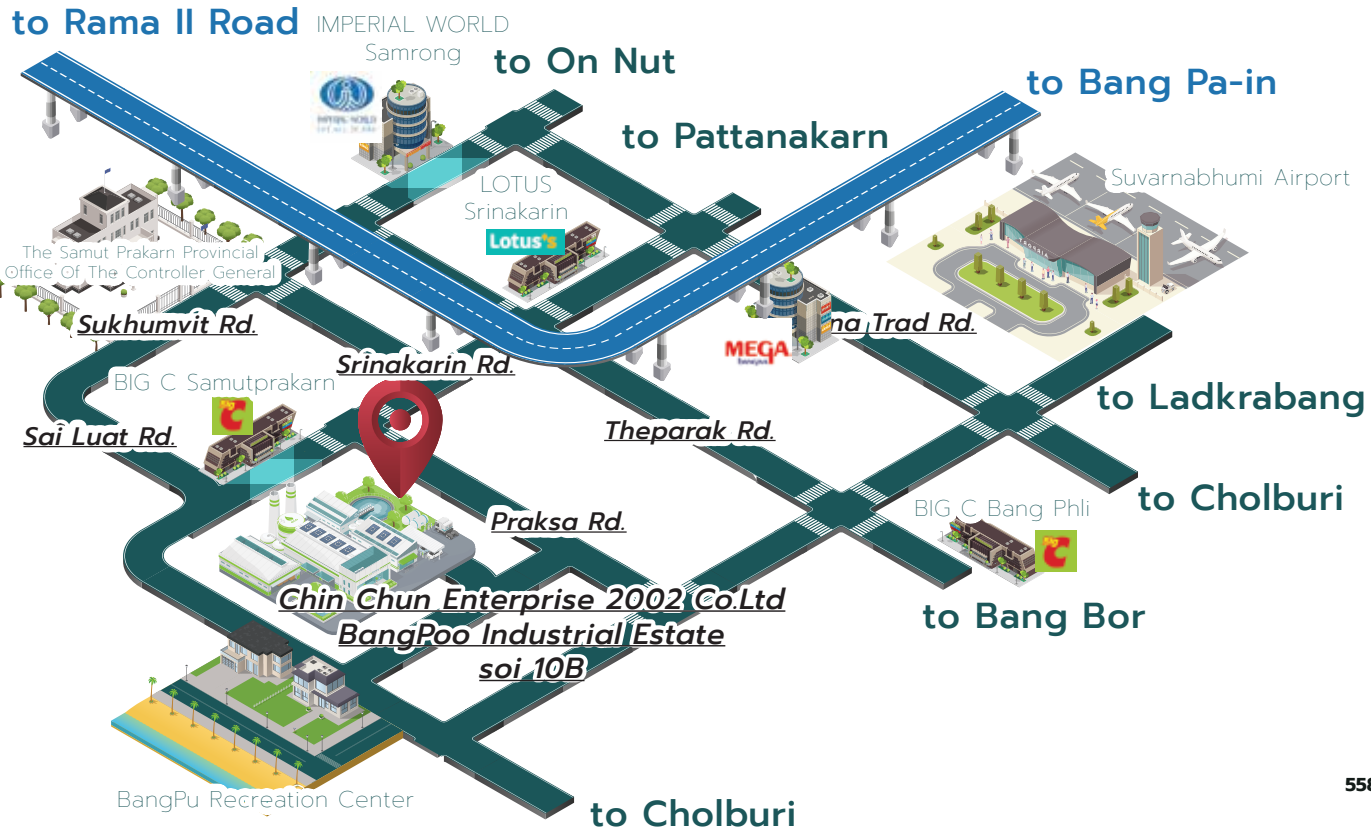 to Rama II Road
IMPERIAL WORLD
Samrong
to On Nut
to Bang Pa-in
to Pattanakarn
LOTUS
Srinakarin
Lotus's
Suvarnabhumi Airport
The Samut Prakarn Provincial
Office Of The Controller General
Sukhumvit Rd.
na Trad Rd.
MEGA
Srinakarin Rd.
BIG C Samutprakarn
Big C
to Ladkrabang
Sai Luat Rd.
Theparak Rd.
to Cholburi
BIG C Bang Phli
Big C
Praksa Rd.
Chin Chun Enterprise 2002 Co.Ltd
BangPoo Industrial Estate
soi 10B
to Bang Bor
558
BangPu Recreation Center
to Cholburi